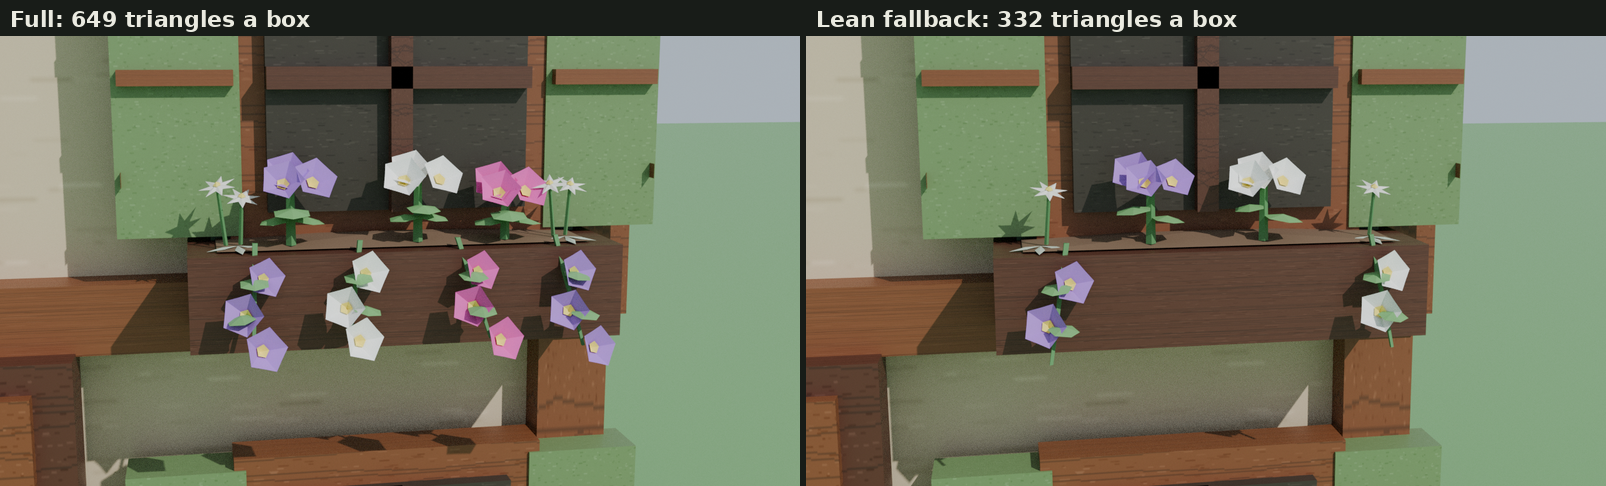 Full: 649 triangles a box
Lean fallback: 332 triangles a box